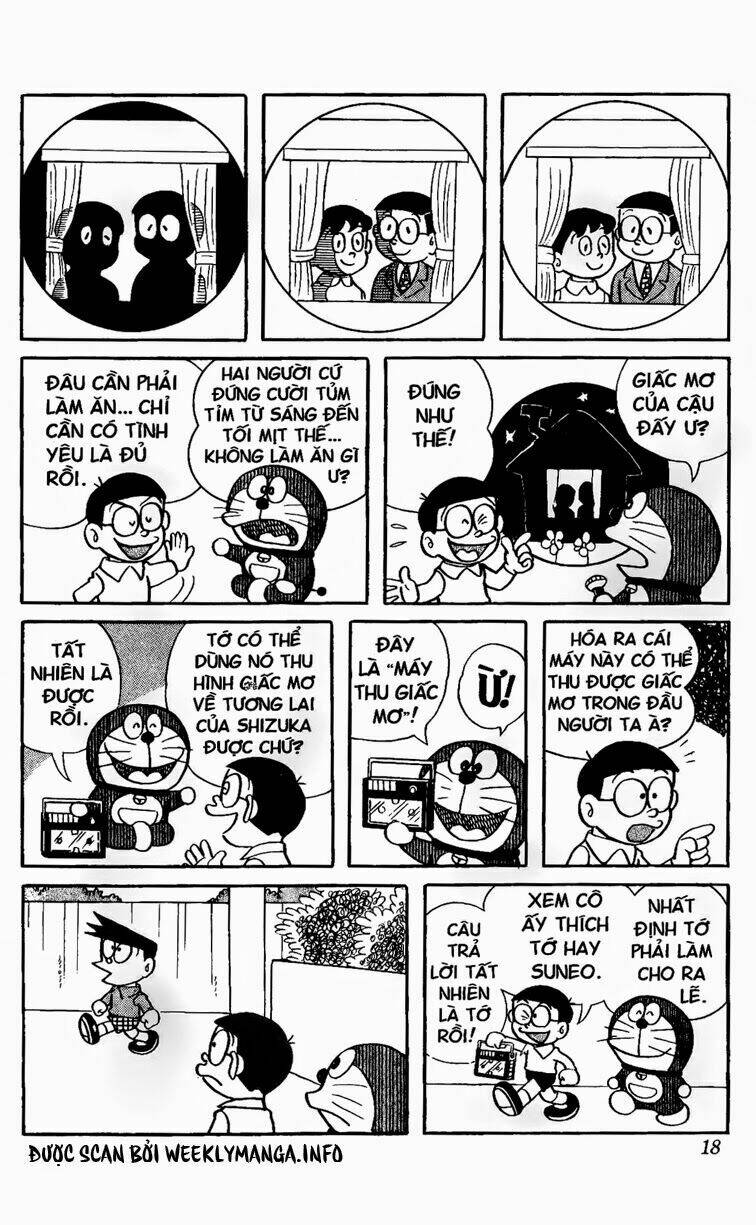 GIẤC MƠ
CỦA CẬU
ĐẤY Ư?
ĐÚNG
NHƯ
THẾ!
HAI NGƯỜI CỨ
ĐỨNG CƯỜI TỦM
TỈM TỪ SÁNG ĐẾN
TỐI MỊT THẾ...
KHÔNG LÀM ĂN GÌ
Ư?
ĐÂU CẦN PHẢI
LÀM ĂN... CHỈ
CẦN CÓ TÌNH
YÊU LÀ ĐỦ
RỒI.
HÓA RA CÁI
MÁY NÀY CÓ THỂ
THU ĐƯỢC GIẤC
MƠ TRONG ĐẦU
NGƯỜI TA À?
Ừ!
ĐÂY
LÀ "MÁY
THU GIẤC
MƠ"!
TỚ CÓ THỂ
DÙNG NÓ THU
HÌNH GIẤC MƠ
VỀ TƯƠNG LAI
CỦA SHIZUKA
ĐƯỢC CHỨ?
TẤT
NHIÊN LÀ
ĐƯỢC
RỒI.
NHẤT
ĐỊNH TỚ
PHẢI LÀM
CHO RA
LẼ.
XEM CÔ
ẤY THÍCH
TỚ HAY
SUNEO.
CÂU
TRẢ
LỜI TẤT
NHIÊN
LÀ TỚ
RỒI!
ĐƯỢC SCAN BỞI WEEKLYMANGA.INFO
18